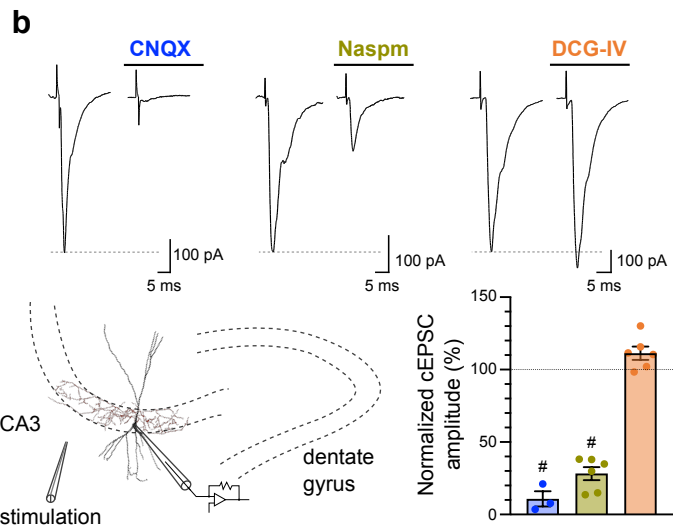 b
CNQX
Naspm
DCG-IV
100 pA
5 ms
100 pA
5 ms
100 pA
5 ms
CA3
stimulation
dentate
gyrus
Normalized cEPSC
amplitude (%)
150
100
50
0
#
#